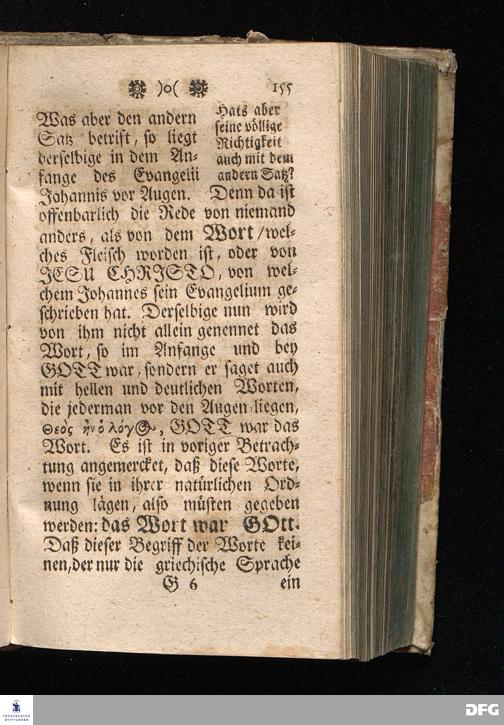 )o( 155
Was aber den andern
Satz betrift, so liegt
derselbige in dem An-
fange des Evangelii
Hats aber
seine völlige
Richtigkeit
auch mit dem
andern Satz?
Johannis vor Augen. Denn da ist
offenbarlich die Rede von niemand
anders, als von dem Wort/wel-
ches Fleisch worden ist, oder von
JESU CHRISTO, von wel-
chem Johannes sein Evangelium ge-
schrieben hat. Derselbige nun wird
von ihm nicht allein genennet das
Wort, so im Anfange und bey
GOTT war, sondern er saget auch
mit hellen und deutlichen Worten,
die jederman vor den Augen liegen,
Θεὸς ἦν ὁ λόγος, GOTT war das
Wort. Es ist in voriger Betrach-
tung angemercket, daß diese Worte,
wenn sie in ihrer natürlichen Ord-
nung lägen, also müsten gegeben
werden: das Wort war GOtt.
Daß dieser Begriff der Worte kei-
nen, der nur die griechische Sprache
G 6 ein
FRANCKESCHE
STIFTUNGEN
DFG